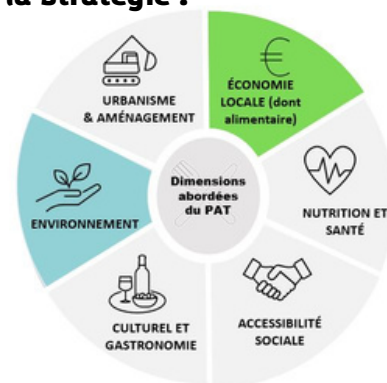 la stratégie :
URBANISME
& AMÉNAGEMENT
€
ÉCONOMIE
LOCALE (dont
alimentaire)
Dimensions
abordées
du PAT
ENVIRONNEMENT
NUTRITION ET
SANTÉ
CULTUREL ET
GASTRONOMIE
ACCESSIBILITÉ
SOCIALE